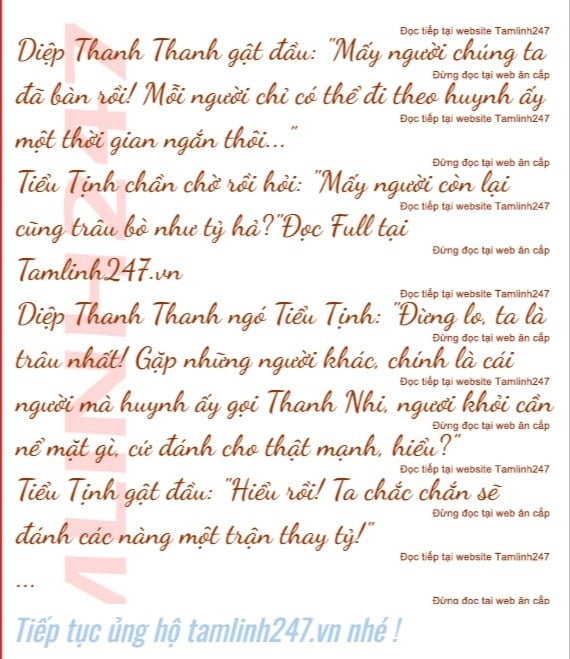 Đọc tiếp tại website Tamlinh247
Diệp Thanh Thanh gật đầu: "Mấy người chúng ta
Đừng đọc tại web ăn cắp
đã bàn rồi! Mỗi người chỉ có thể đi theo huynh ấy
Đọc tiếp tại website Tamlinh247
một thời gian ngắn thôi..."
Đừng đọc tại web ăn cắp
Tiểu Tịnh chần chờ rồi hỏi: "Mấy người còn lại
Đọc tiếp tại website Tamlinh247
cũng trâu bò như tỷ hả?"Đọc Full tại
Đừng đọc tại web ăn cắp
Tamlinh247.vn
Đọc tiếp tại website Tamlinh247
Diệp Thanh Thanh ngó Tiểu Tịnh: "Đừng lo, ta là
Đừng đọc tại web ăn cắp
trâu nhất! Gặp những người khác, chính là cái
Đọc tiếp tại website Tamlinh247
người mà huynh ấy gọi Thanh Nhi, ngươi khỏi cần
Đừng đọc tại web ăn cắp
nể mặt gì, cứ đánh cho thật mạnh, hiểu?"
Đọc tiếp tại website Tamlinh247
Tiểu Tịnh gật đầu: "Hiểu rồi! Ta chắc chắn sẽ
Đừng đọc tại web ăn cắp
đánh các nàng một trận thay tỷ!"
Đọc tiếp tại website Tamlinh247
...
Đừng đọc tại web ăn cắp
Tiếp tục ủng hộ tamlinh247.vn nhé !
MLINH247